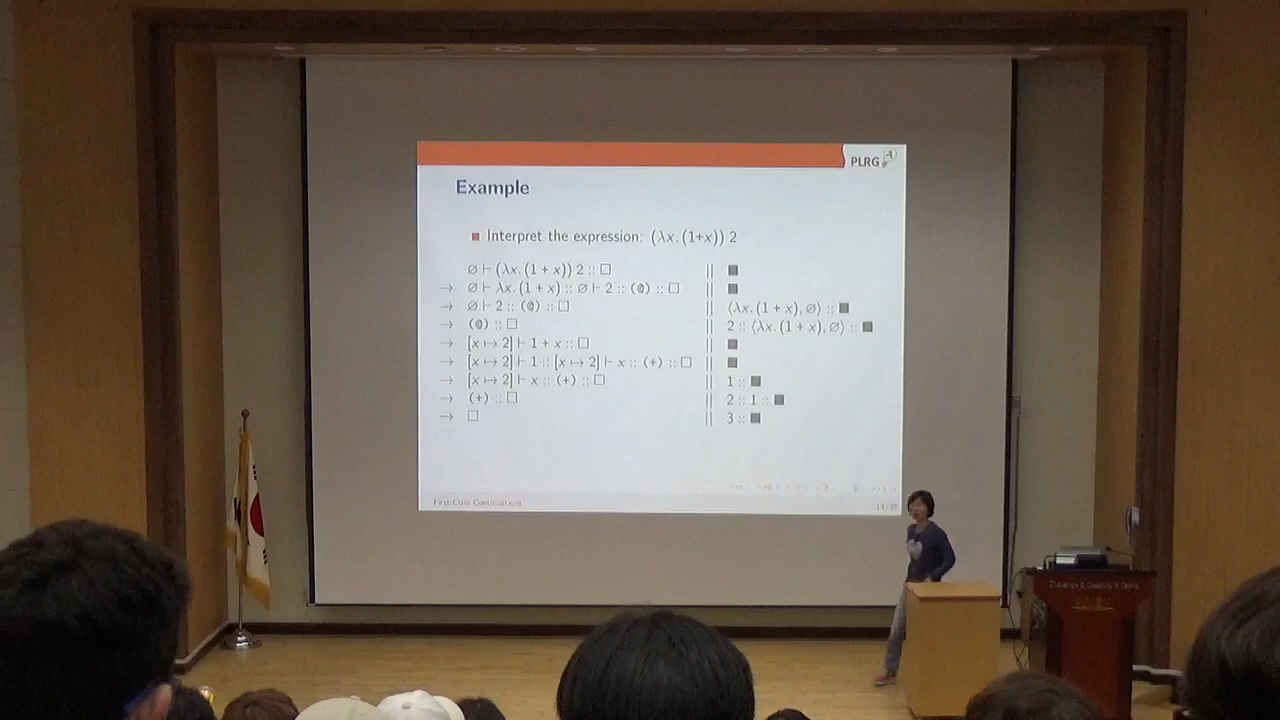 PLRG
Example
Interpret the expression: (λx.(1+x)) 2
∅ ⊢ (λx.(1 + x)) 2 :: □ || ■
→ ∅ ⊢ λx.(1 + x) :: ∅ ⊢ 2 :: (@) :: □ || ■
→ ∅ ⊢ 2 :: (@) :: □ || ⟨λx.(1 + x), ∅⟩ :: ■
→ (@) :: □ || 2 :: ⟨λx.(1 + x), ∅⟩ :: ■
→ [x ↦ 2] ⊢ 1 + x :: □ || ■
→ [x ↦ 2] ⊢ 1 :: [x ↦ 2] ⊢ x :: (+) :: □ || ■
→ [x ↦ 2] ⊢ x :: (+) :: □ || 1 :: ■
→ (+) :: □ || 2 :: 1 :: ■
→ □ || 3 :: ■
First-Class Continuations